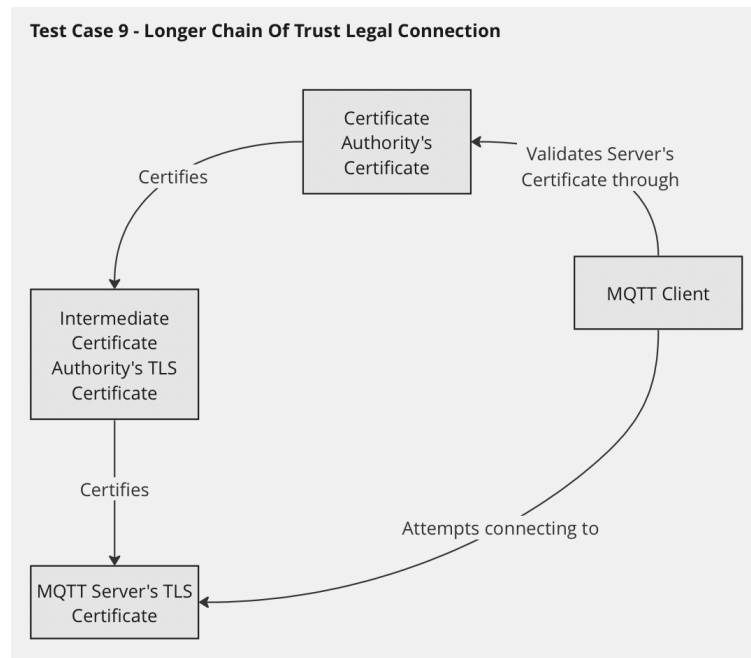 Test Case 9 - Longer Chain Of Trust Legal Connection
Certificate
Authority's
Certificate
Validates Server's
Certificate through
Certifies
MQTT Client
Intermediate
Certificate
Authority's TLS
Certificate
Certifies
Attempts connecting to
MQTT Server's TLS
Certificate